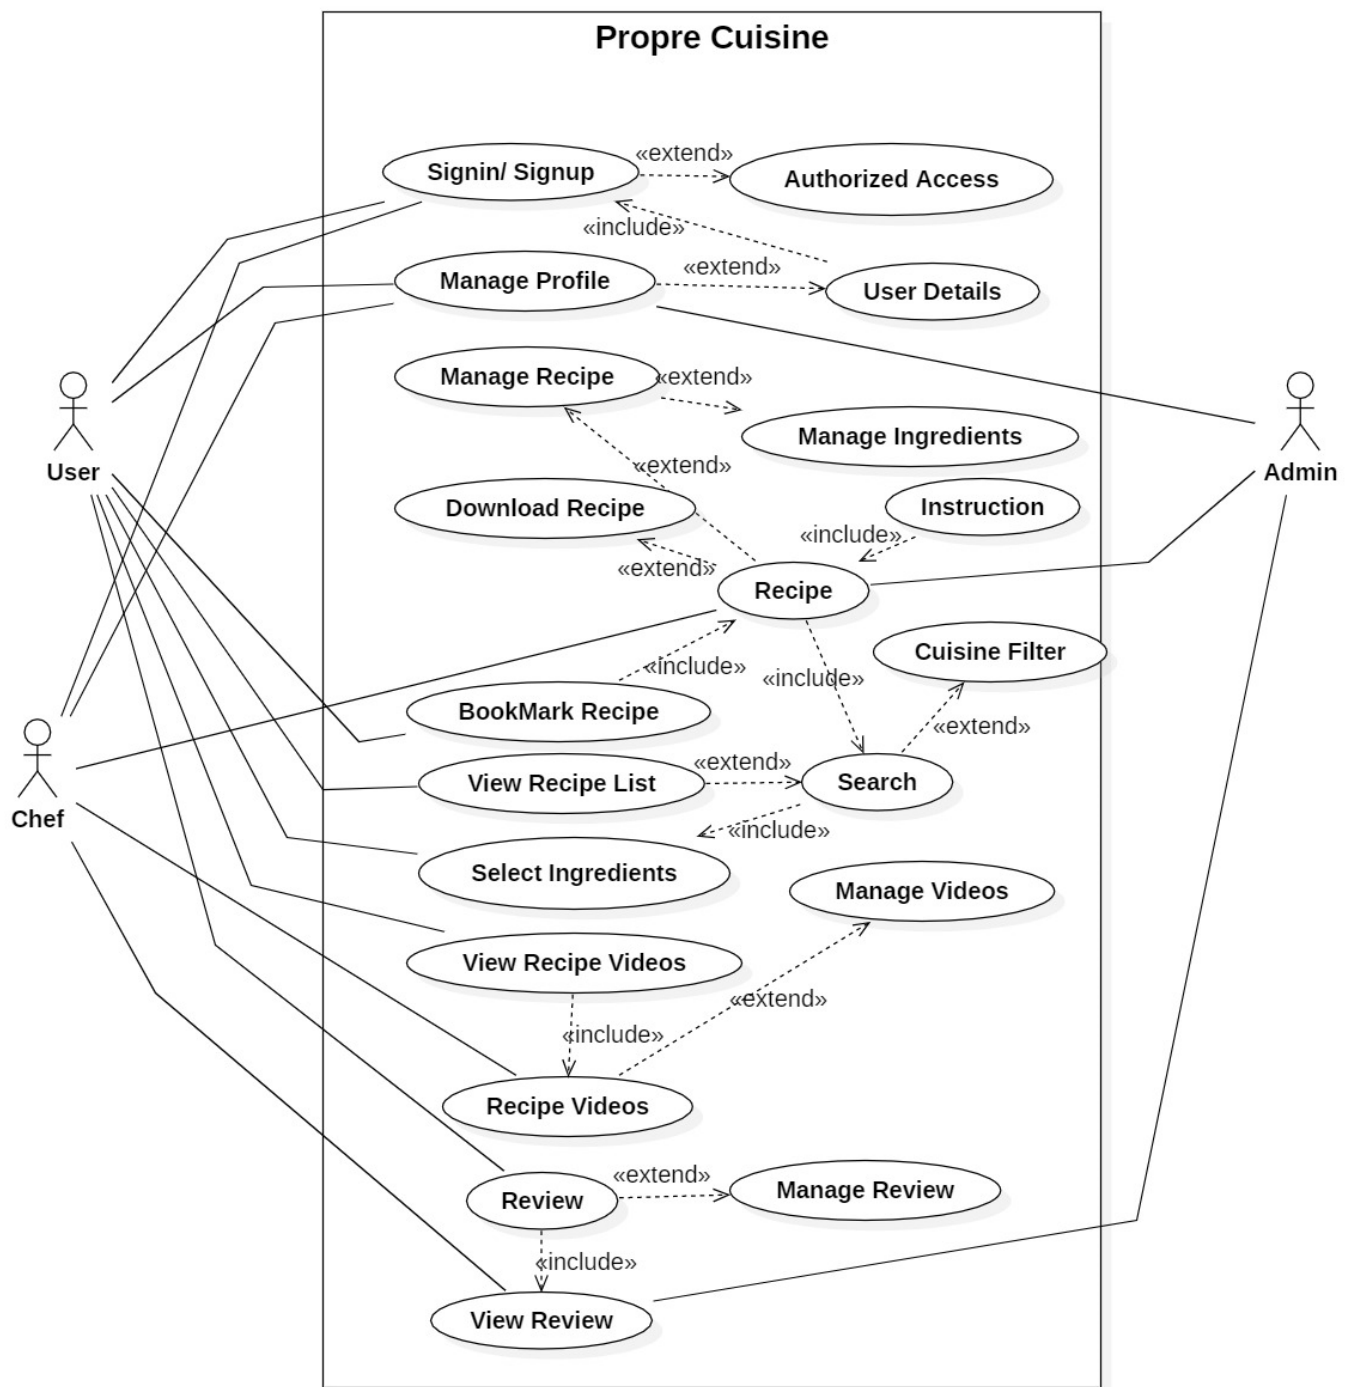 Propre Cuisine
Signin/ Signup
«extend»
Authorized Access
«include»
Manage Profile
«extend»
User Details
Manage Recipe
«extend»
Manage Ingredients
User
Admin
«extend»
Download Recipe
Instruction
«include»
«extend»
Recipe
Cuisine Filter
«include»
«include»
BookMark Recipe
«extend»
View Recipe List
«extend»
Search
Chef
«include»
Select Ingredients
Manage Videos
View Recipe Videos
«extend»
«include»
Recipe Videos
«extend»
Manage Review
Review
«include»
View Review